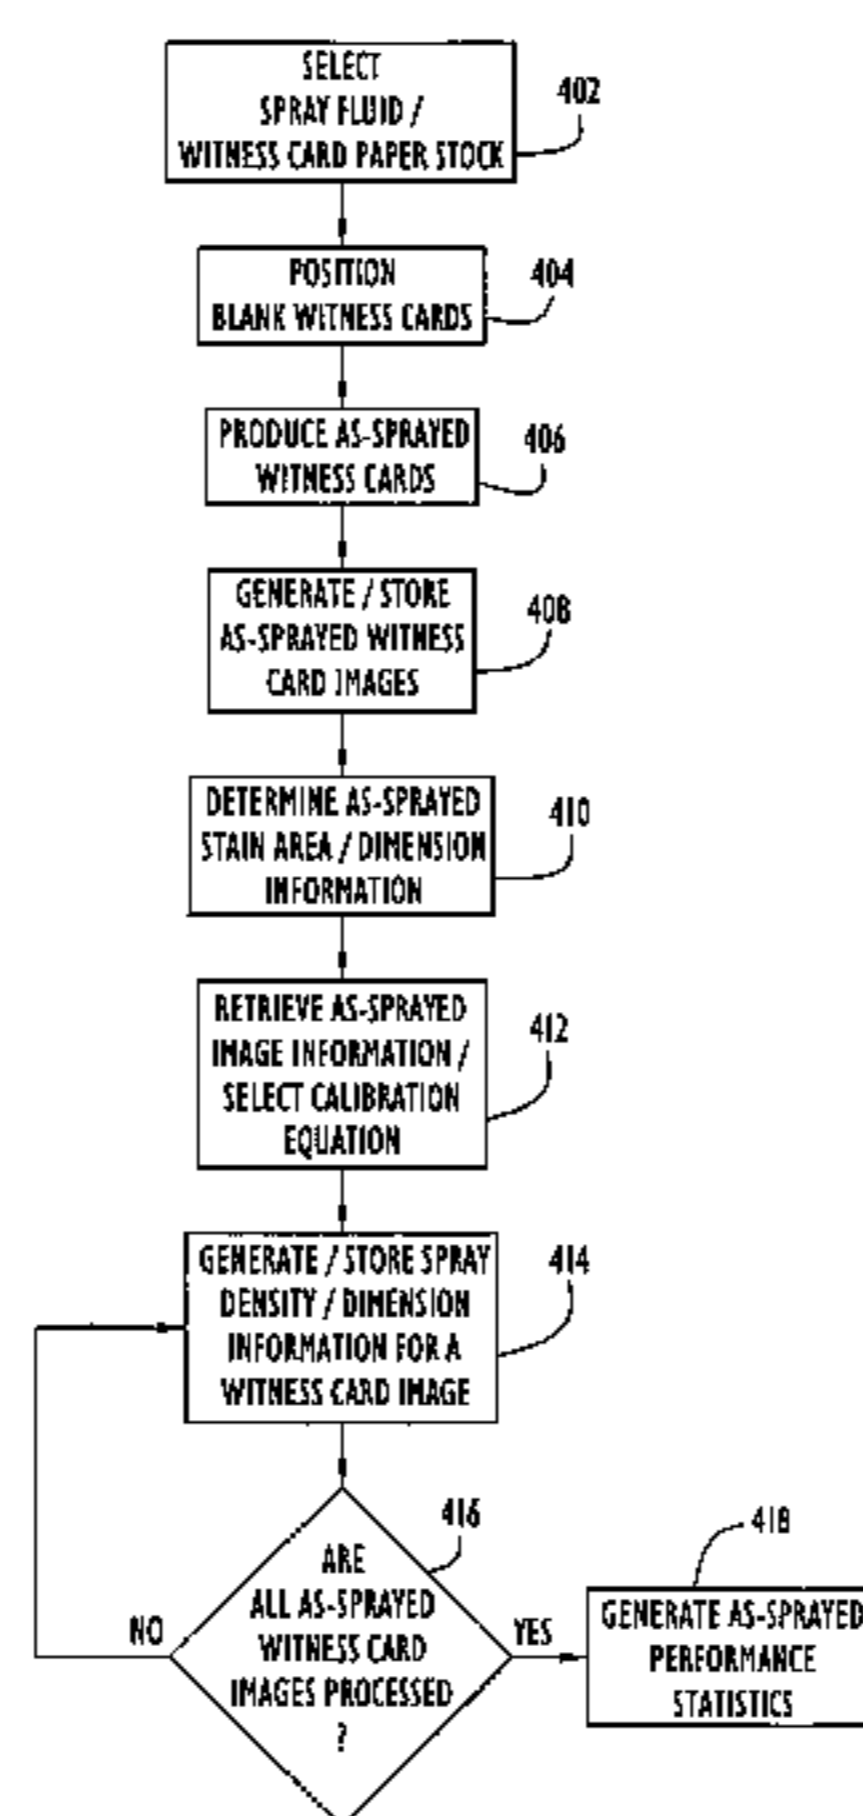 SELECT
SPRAY FLUID /
WITNESS CARD PAPER STOCK
402
POSITION
BLANK WITNESS CARDS
404
PRODUCE AS-SPRAYED
WITNESS CARDS
406
GENERATE / STORE
AS-SPRAYED WITNESS
CARD IMAGES
408
DETERMINE AS-SPRAYED
STAIN AREA / DIMENSION
INFORMATION
410
RETRIEVE AS-SPRAYED
IMAGE INFORMATION /
SELECT CALIBRATION
EQUATION
412
GENERATE / STORE SPRAY
DENSITY / DIMENSION
INFORMATION FOR A
WITNESS CARD IMAGE
414
ARE
ALL AS-SPRAYED
WITNESS CARD
IMAGES PROCESSED
?
416
NO
YES
418
GENERATE AS-SPRAYED
PERFORMANCE
STATISTICS